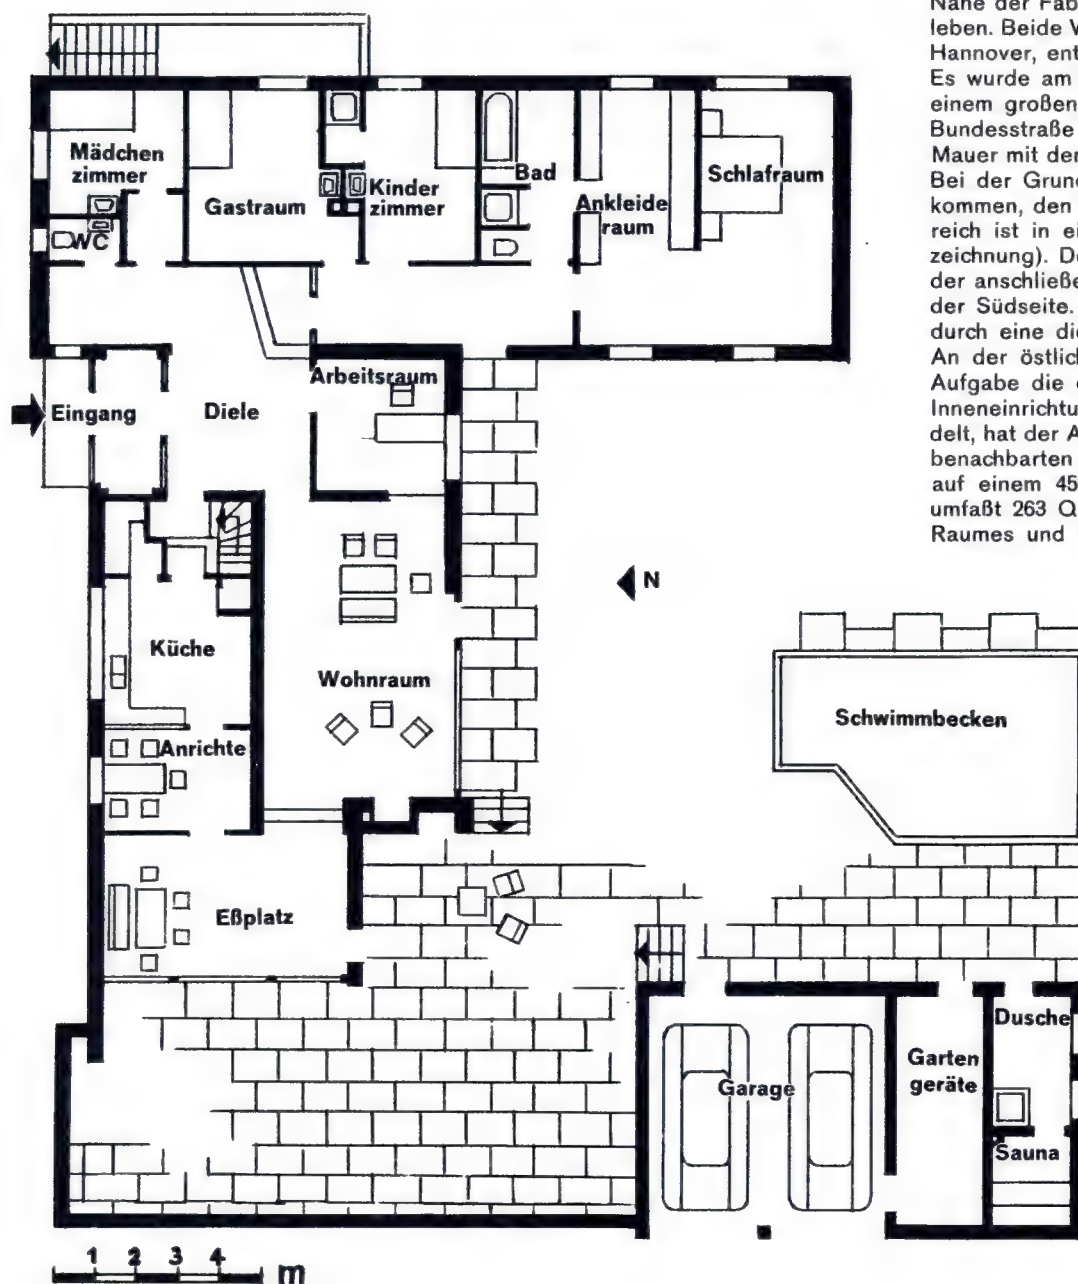 Nähe der Fab
leben. Beide
Hannover, ent
Es wurde am
einem großen
Bundesstraße
Mauer mit der
Bei der Grund
kommen, den
reich ist in ei
zeichnung). De
der anschließe
der Südseite.
durch eine die
An der östlich
Aufgabe die
Inneneinrichtu
delt, hat der A
benachbarten
auf einem 45
umfaßt 263 Q
Raumes und
Mädchen
zimmer
WC
Gastraum
Kinder
zimmer
Bad
Ankleide
raum
Schlafraum
Eingang
Diele
Arbeitsraum
N
Küche
Wohnraum
Anrichte
Schwimmbecken
Eßplatz
Garage
Garten
geräte
Dusche
Sauna
1 2 3 4
m